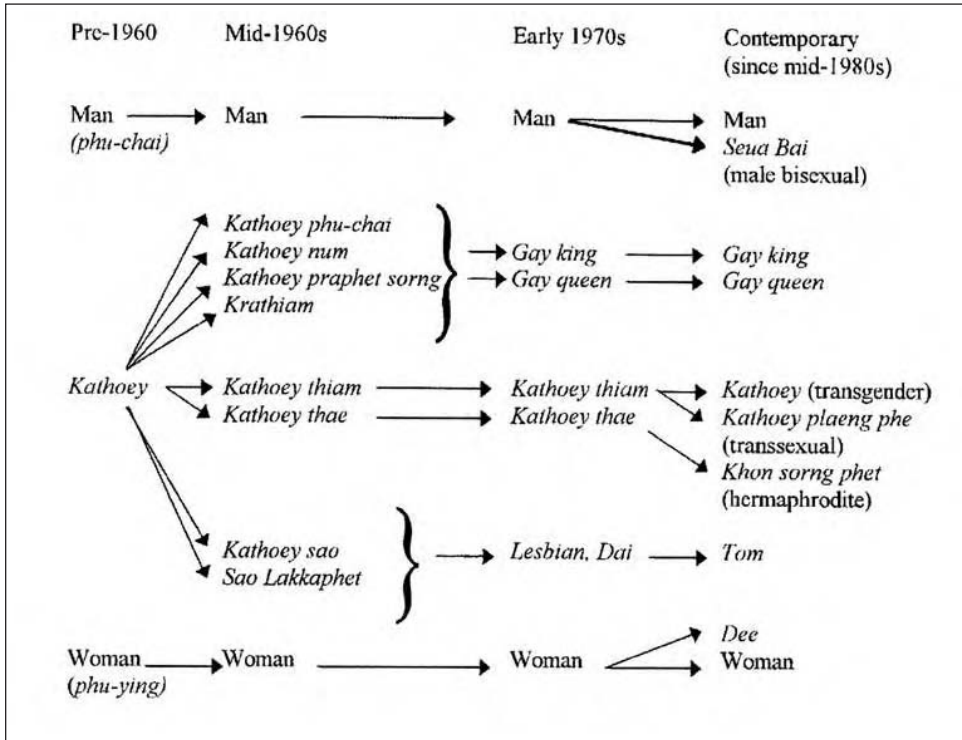 Pre-1960 Mid-1960s Early 1970s Contemporary
(since mid-1980s)
Man Man Man Man
(phu-chai) Seua Bai
(male bisexual)
Kathoey phu-chai
Kathoey num Gay king Gay king
Kathoey praphet sorng Gay queen Gay queen
Krathiam
Kathoey Kathoey thiam Kathoey thiam Kathoey (transgender)
Kathoey thae Kathoey thae Kathoey plaeng phe
(transsexual)
Khon sorng phet
(hermaphrodite)
Kathoey sao Lesbian, Dai Tom
Sao Lakkaphet
Dee
Woman Woman Woman Woman
(phu-ying)